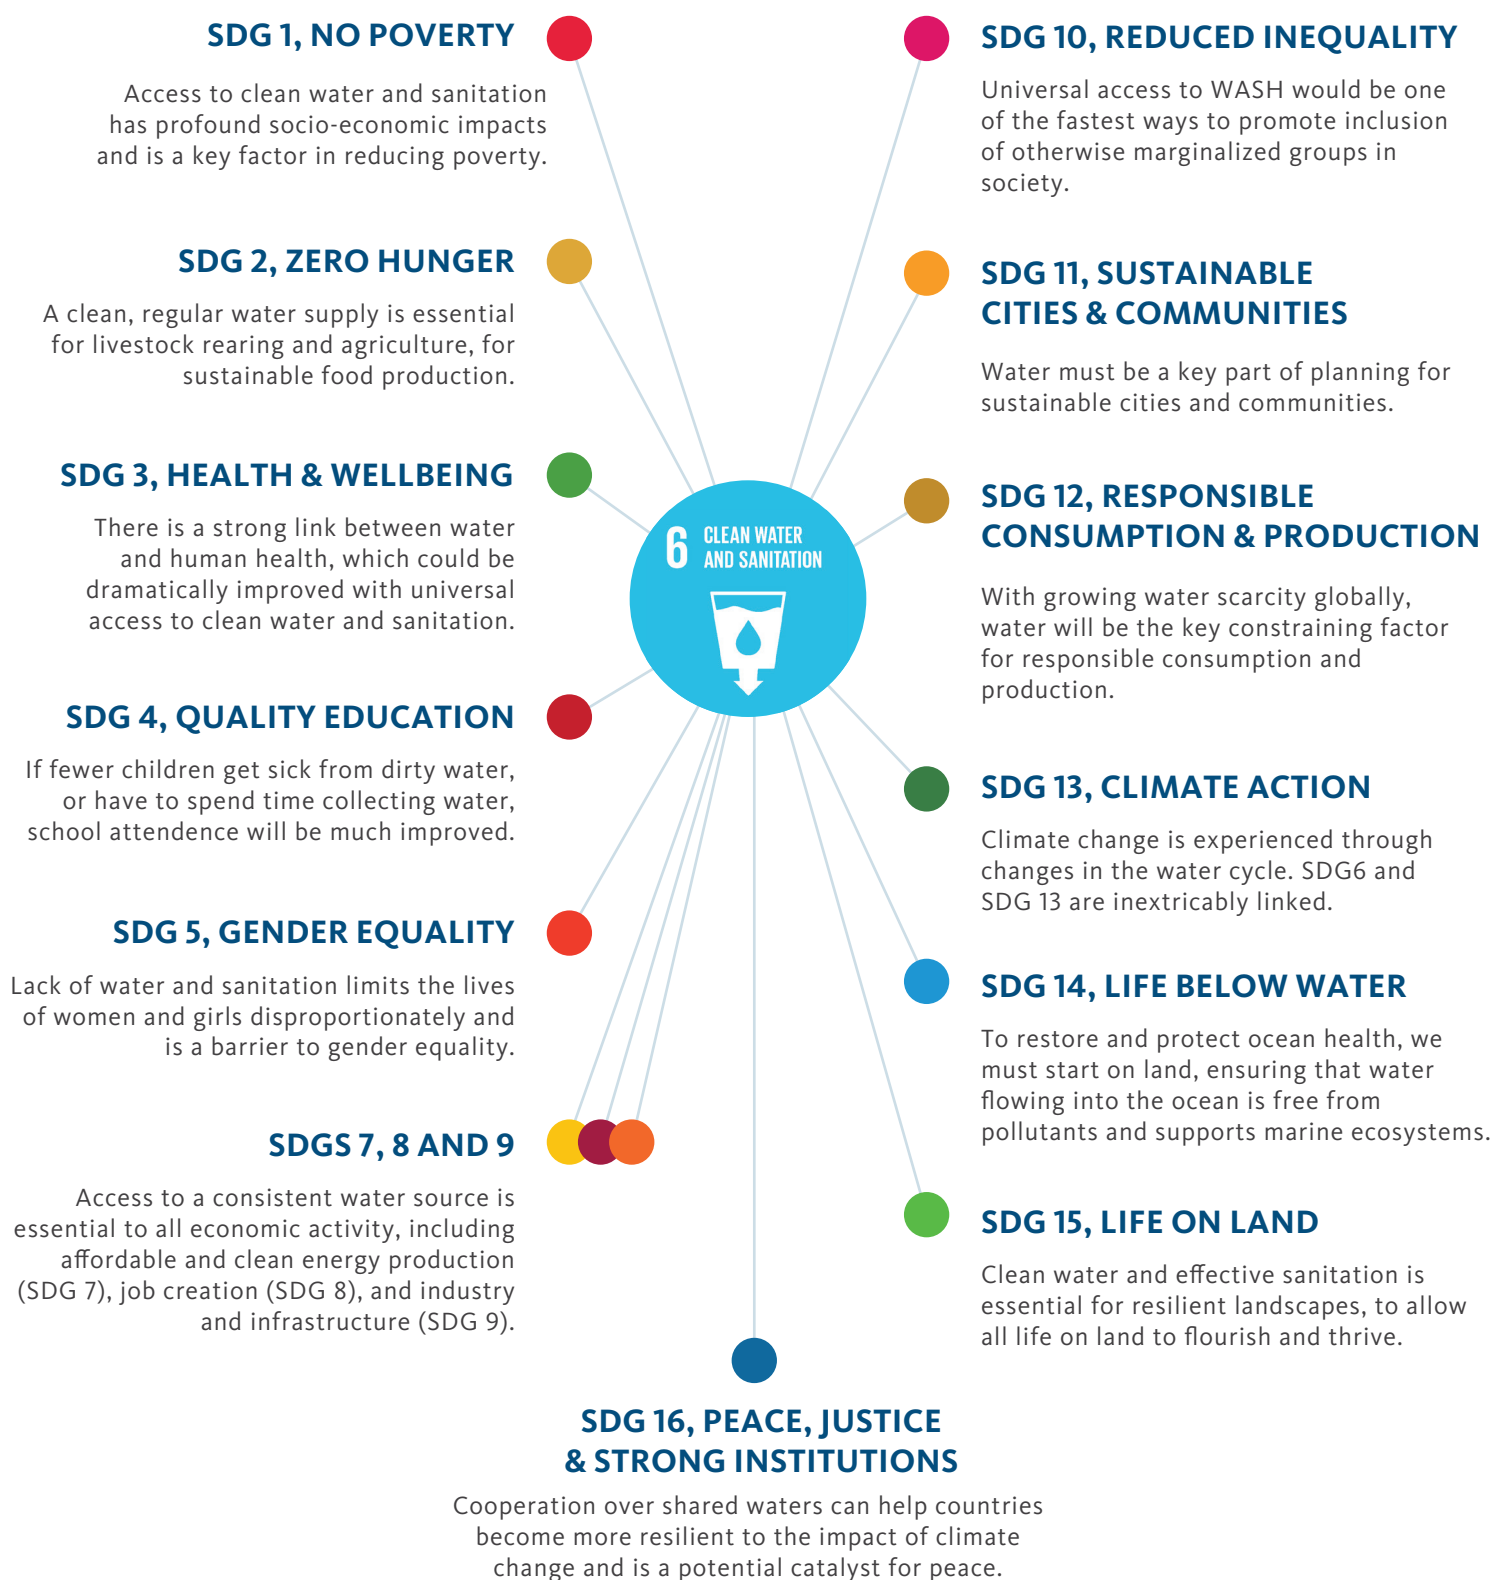 SDG 1, NO POVERTY
Access to clean water and sanitation
has profound socio-economic impacts
and is a key factor in reducing poverty.
SDG 2, ZERO HUNGER
A clean, regular water supply is essential
for livestock rearing and agriculture, for
sustainable food production.
SDG 3, HEALTH & WELLBEING
There is a strong link between water
and human health, which could be
dramatically improved with universal
access to clean water and sanitation.
SDG 4, QUALITY EDUCATION
If fewer children get sick from dirty water,
or have to spend time collecting water,
school attendence will be much improved.
SDG 5, GENDER EQUALITY
Lack of water and sanitation limits the lives
of women and girls disproportionately and
is a barrier to gender equality.
SDGS 7, 8 AND 9
Access to a consistent water source is
essential to all economic activity, including
affordable and clean energy production
(SDG 7), job creation (SDG 8), and industry
and infrastructure (SDG 9).
6 CLEAN WATER
AND SANITATION
SDG 10, REDUCED INEQUALITY
Universal access to WASH would be one
of the fastest ways to promote inclusion
of otherwise marginalized groups in
society.
SDG 11, SUSTAINABLE
CITIES & COMMUNITIES
Water must be a key part of planning for
sustainable cities and communities.
SDG 12, RESPONSIBLE
CONSUMPTION & PRODUCTION
With growing water scarcity globally,
water will be the key constraining factor
for responsible consumption and
production.
SDG 13, CLIMATE ACTION
Climate change is experienced through
changes in the water cycle. SDG6 and
SDG 13 are inextricably linked.
SDG 14, LIFE BELOW WATER
To restore and protect ocean health, we
must start on land, ensuring that water
flowing into the ocean is free from
pollutants and supports marine ecosystems.
SDG 15, LIFE ON LAND
Clean water and effective sanitation is
essential for resilient landscapes, to allow
all life on land to flourish and thrive.
SDG 16, PEACE, JUSTICE
& STRONG INSTITUTIONS
Cooperation over shared waters can help countries
become more resilient to the impact of climate
change and is a potential catalyst for peace.